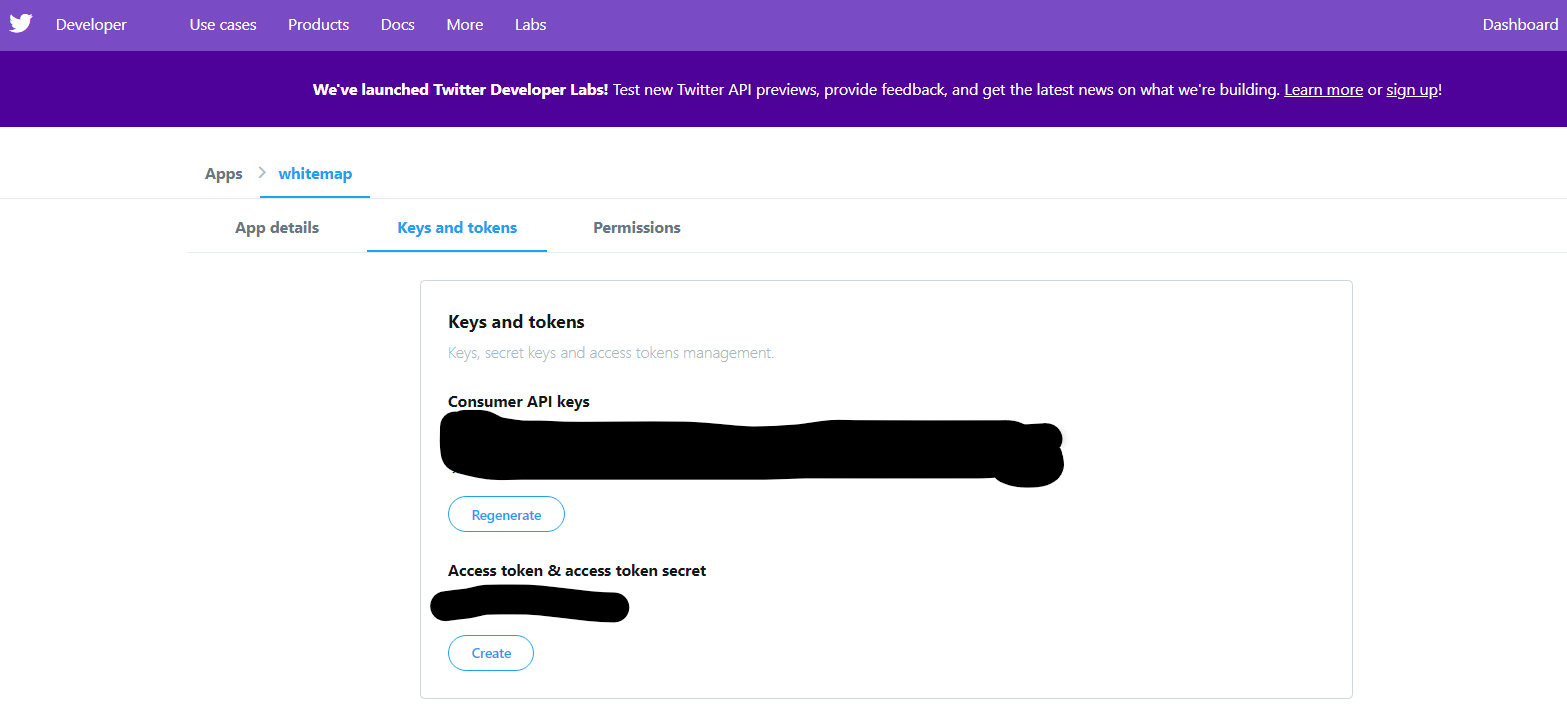 Developer Use cases Products Docs More Labs Dashboard
We've launched Twitter Developer Labs! Test new Twitter API previews, provide feedback, and get the latest news on what we're building. Learn more or sign up!
Apps > whitemap
App details Keys and tokens Permissions
Keys and tokens
Keys, secret keys and access tokens management.
Consumer API keys
Regenerate
Access token & access token secret
Create